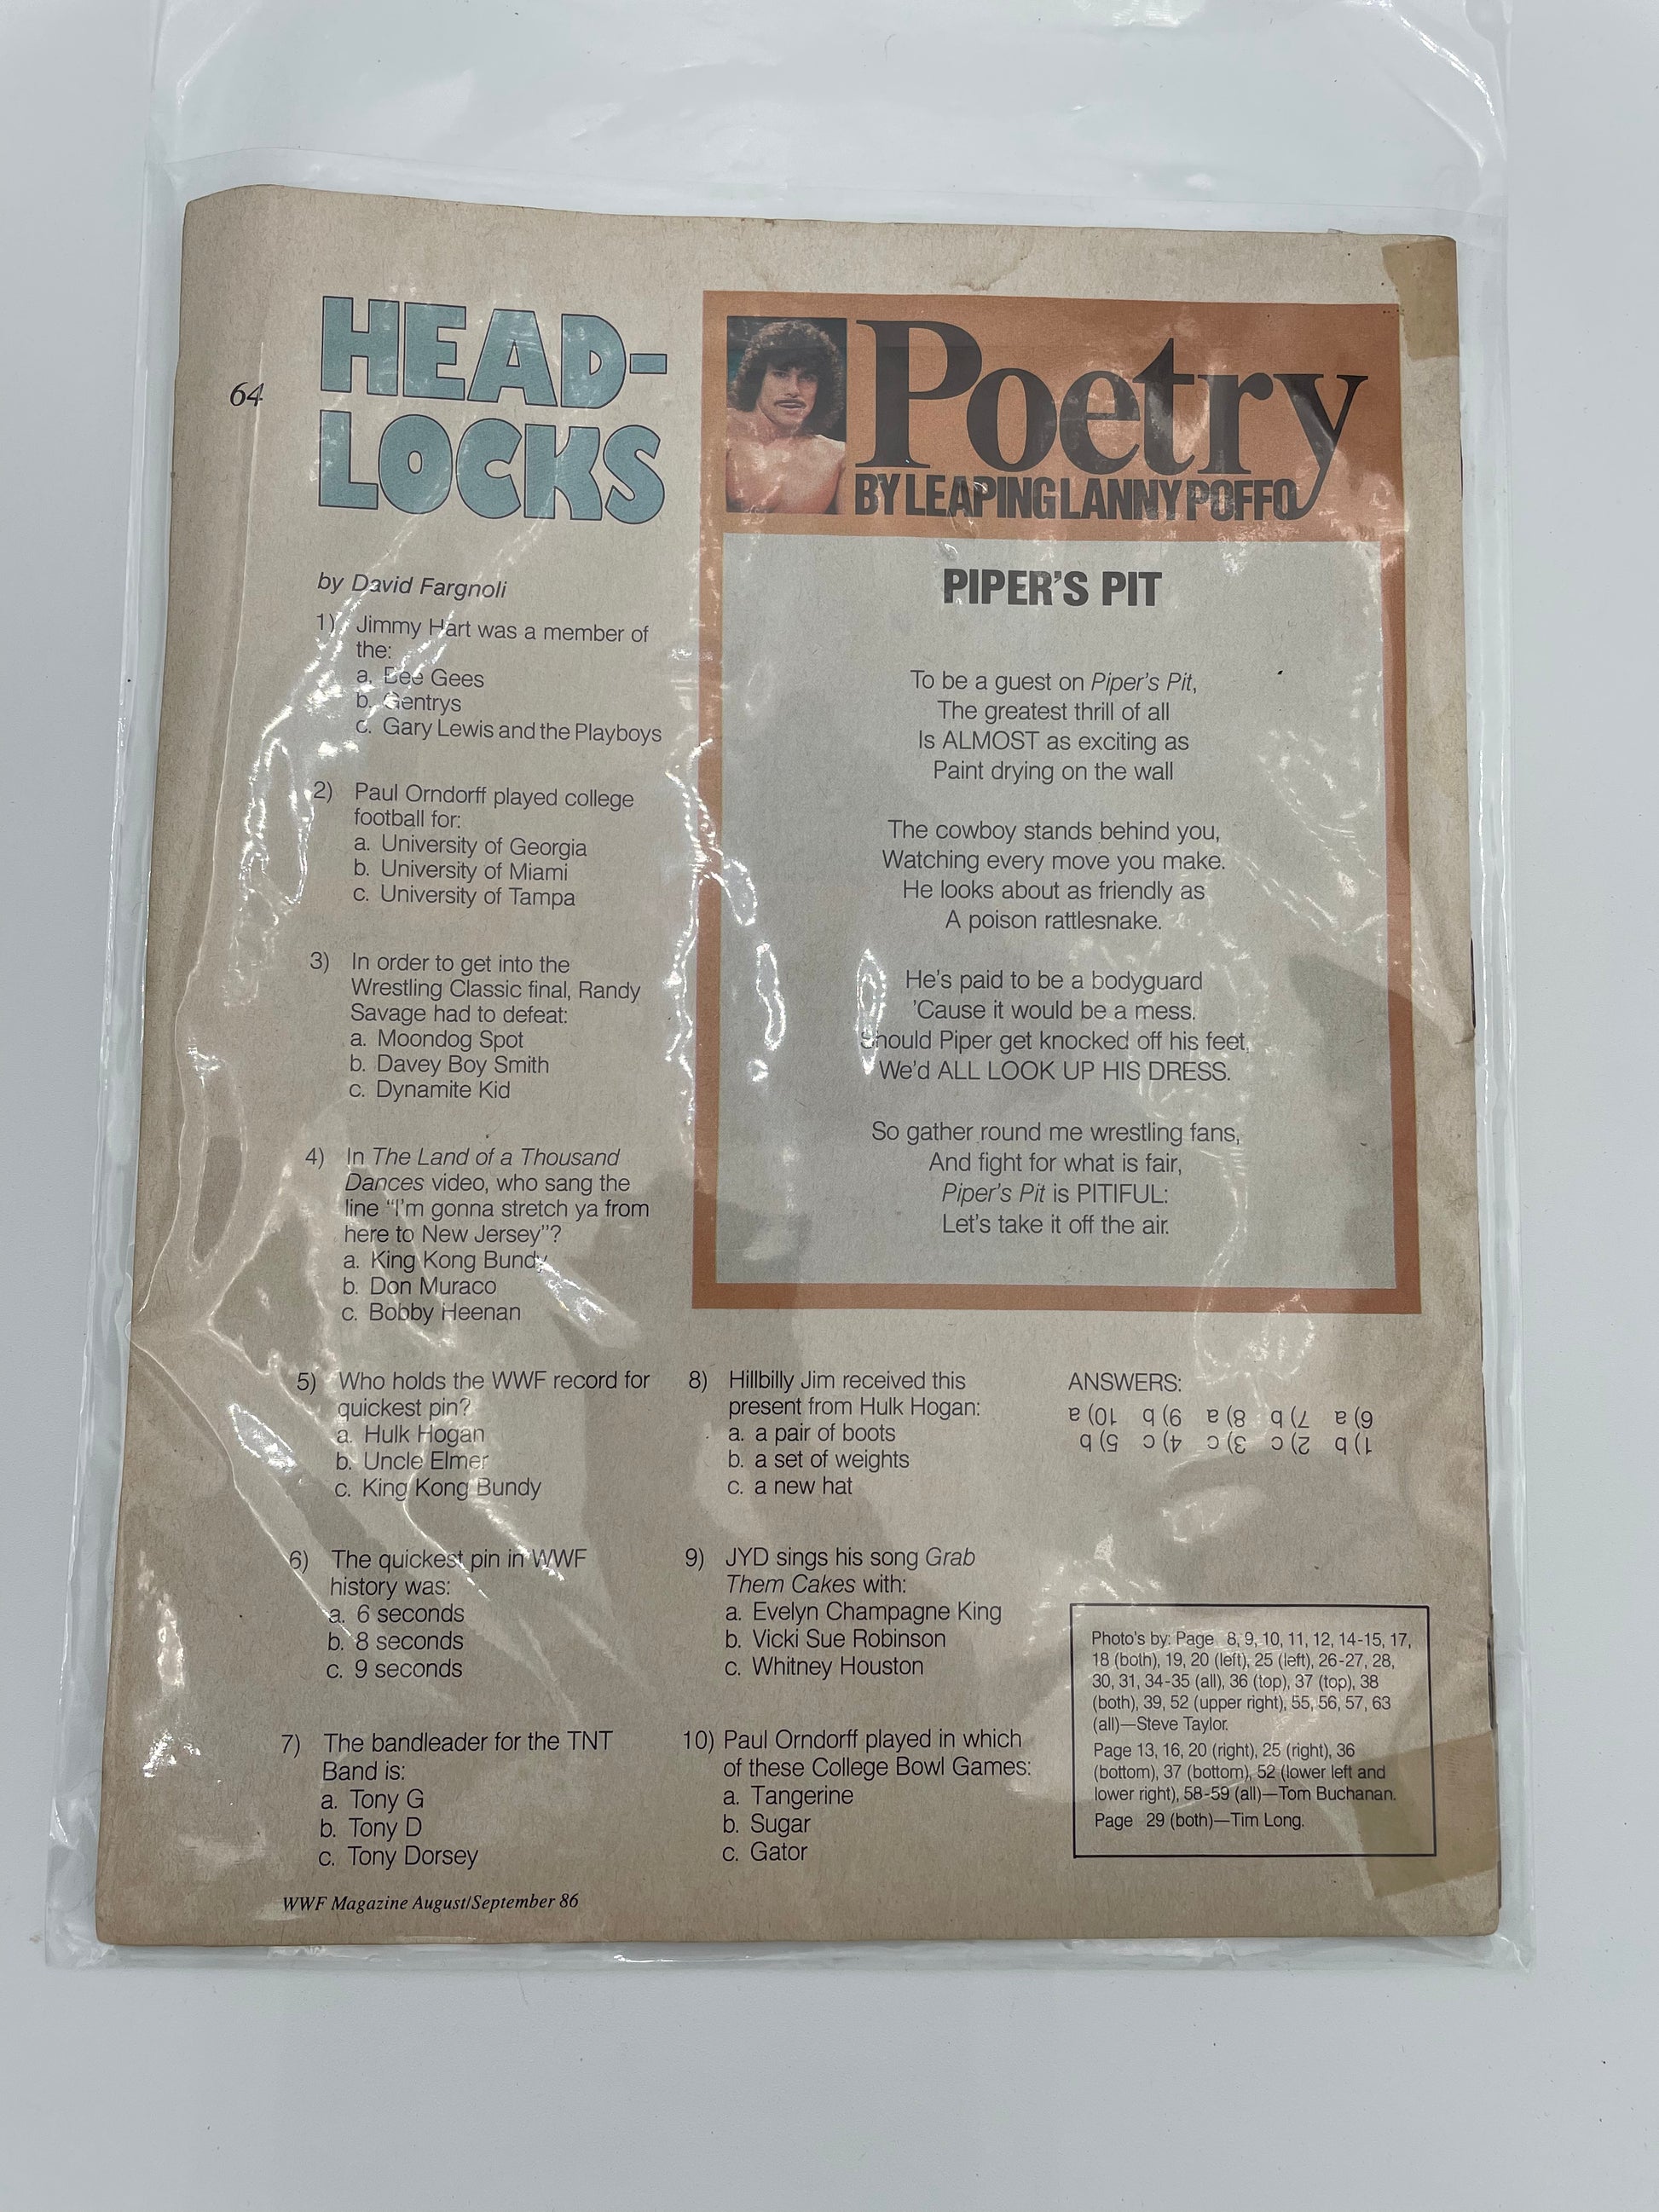 64
HEAD-
LOCKS
by David Fargnoli
1) Jimmy Hart was a member of
the:
a. Bee Gees
b. Gentrys
c. Gary Lewis and the Playboys
2) Paul Orndorff played college
football for:
a. University of Georgia
b. University of Miami
c. University of Tampa
3) In order to get into the
Wrestling Classic final, Randy
Savage had to defeat:
a. Moondog Spot
b. Davey Boy Smith
c. Dynamite Kid
4) In The Land of a Thousand
Dances video, who sang the
line "I'm gonna stretch ya from
here to New Jersey"?
a. King Kong Bundy
b. Don Muraco
c. Bobby Heenan
5) Who holds the WWF record for
quickest pin?
a. Hulk Hogan
b. Uncle Elmer
c. King Kong Bundy
6) The quickest pin in WWF
history was:
a. 6 seconds
b. 8 seconds
c. 9 seconds
7) The bandleader for the TNT
Band is:
a. Tony G
b. Tony D
c. Tony Dorsey
Poetry
BY LEAPING LANNY POFFO
PIPER'S PIT
To be a guest on Piper's Pit,
The greatest thrill of all
Is ALMOST as exciting as
Paint drying on the wall
The cowboy stands behind you,
Watching every move you make.
He looks about as friendly as
A poison rattlesnake.
He's paid to be a bodyguard
'Cause it would be a mess.
Should Piper get knocked off his feet,
We'd ALL LOOK UP HIS DRESS.
So gather round me wrestling fans,
And fight for what is fair,
Piper's Pit is PITIFUL:
Let's take it off the air.
8) Hillbilly Jim received this
present from Hulk Hogan:
a. a pair of boots
b. a set of weights
c. a new hat
9) JYD sings his song Grab
Them Cakes with:
a. Evelyn Champagne King
b. Vicki Sue Robinson
c. Whitney Houston
10) Paul Orndorff played in which
of these College Bowl Games:
a. Tangerine
b. Sugar
c. Gator
ANSWERS:
1) b 2) c 3) c 4) c 5) b
6) a 7) b 8) a 9) b 10) a
Photo's by: Page 8, 9, 10, 11, 12, 14-15, 17,
18 (both), 19, 20 (left), 25 (left), 26-27, 28,
30, 31, 34-35 (all), 36 (top), 37 (top), 38
(both), 39, 52 (upper right), 55, 56, 57, 63
(all)—Steve Taylor.
Page 13, 16, 20 (right), 25 (right), 36
(bottom), 37 (bottom), 52 (lower left and
lower right), 58-59 (all)—Tom Buchanan.
Page 29 (both)—Tim Long.
WWF Magazine August/September 86